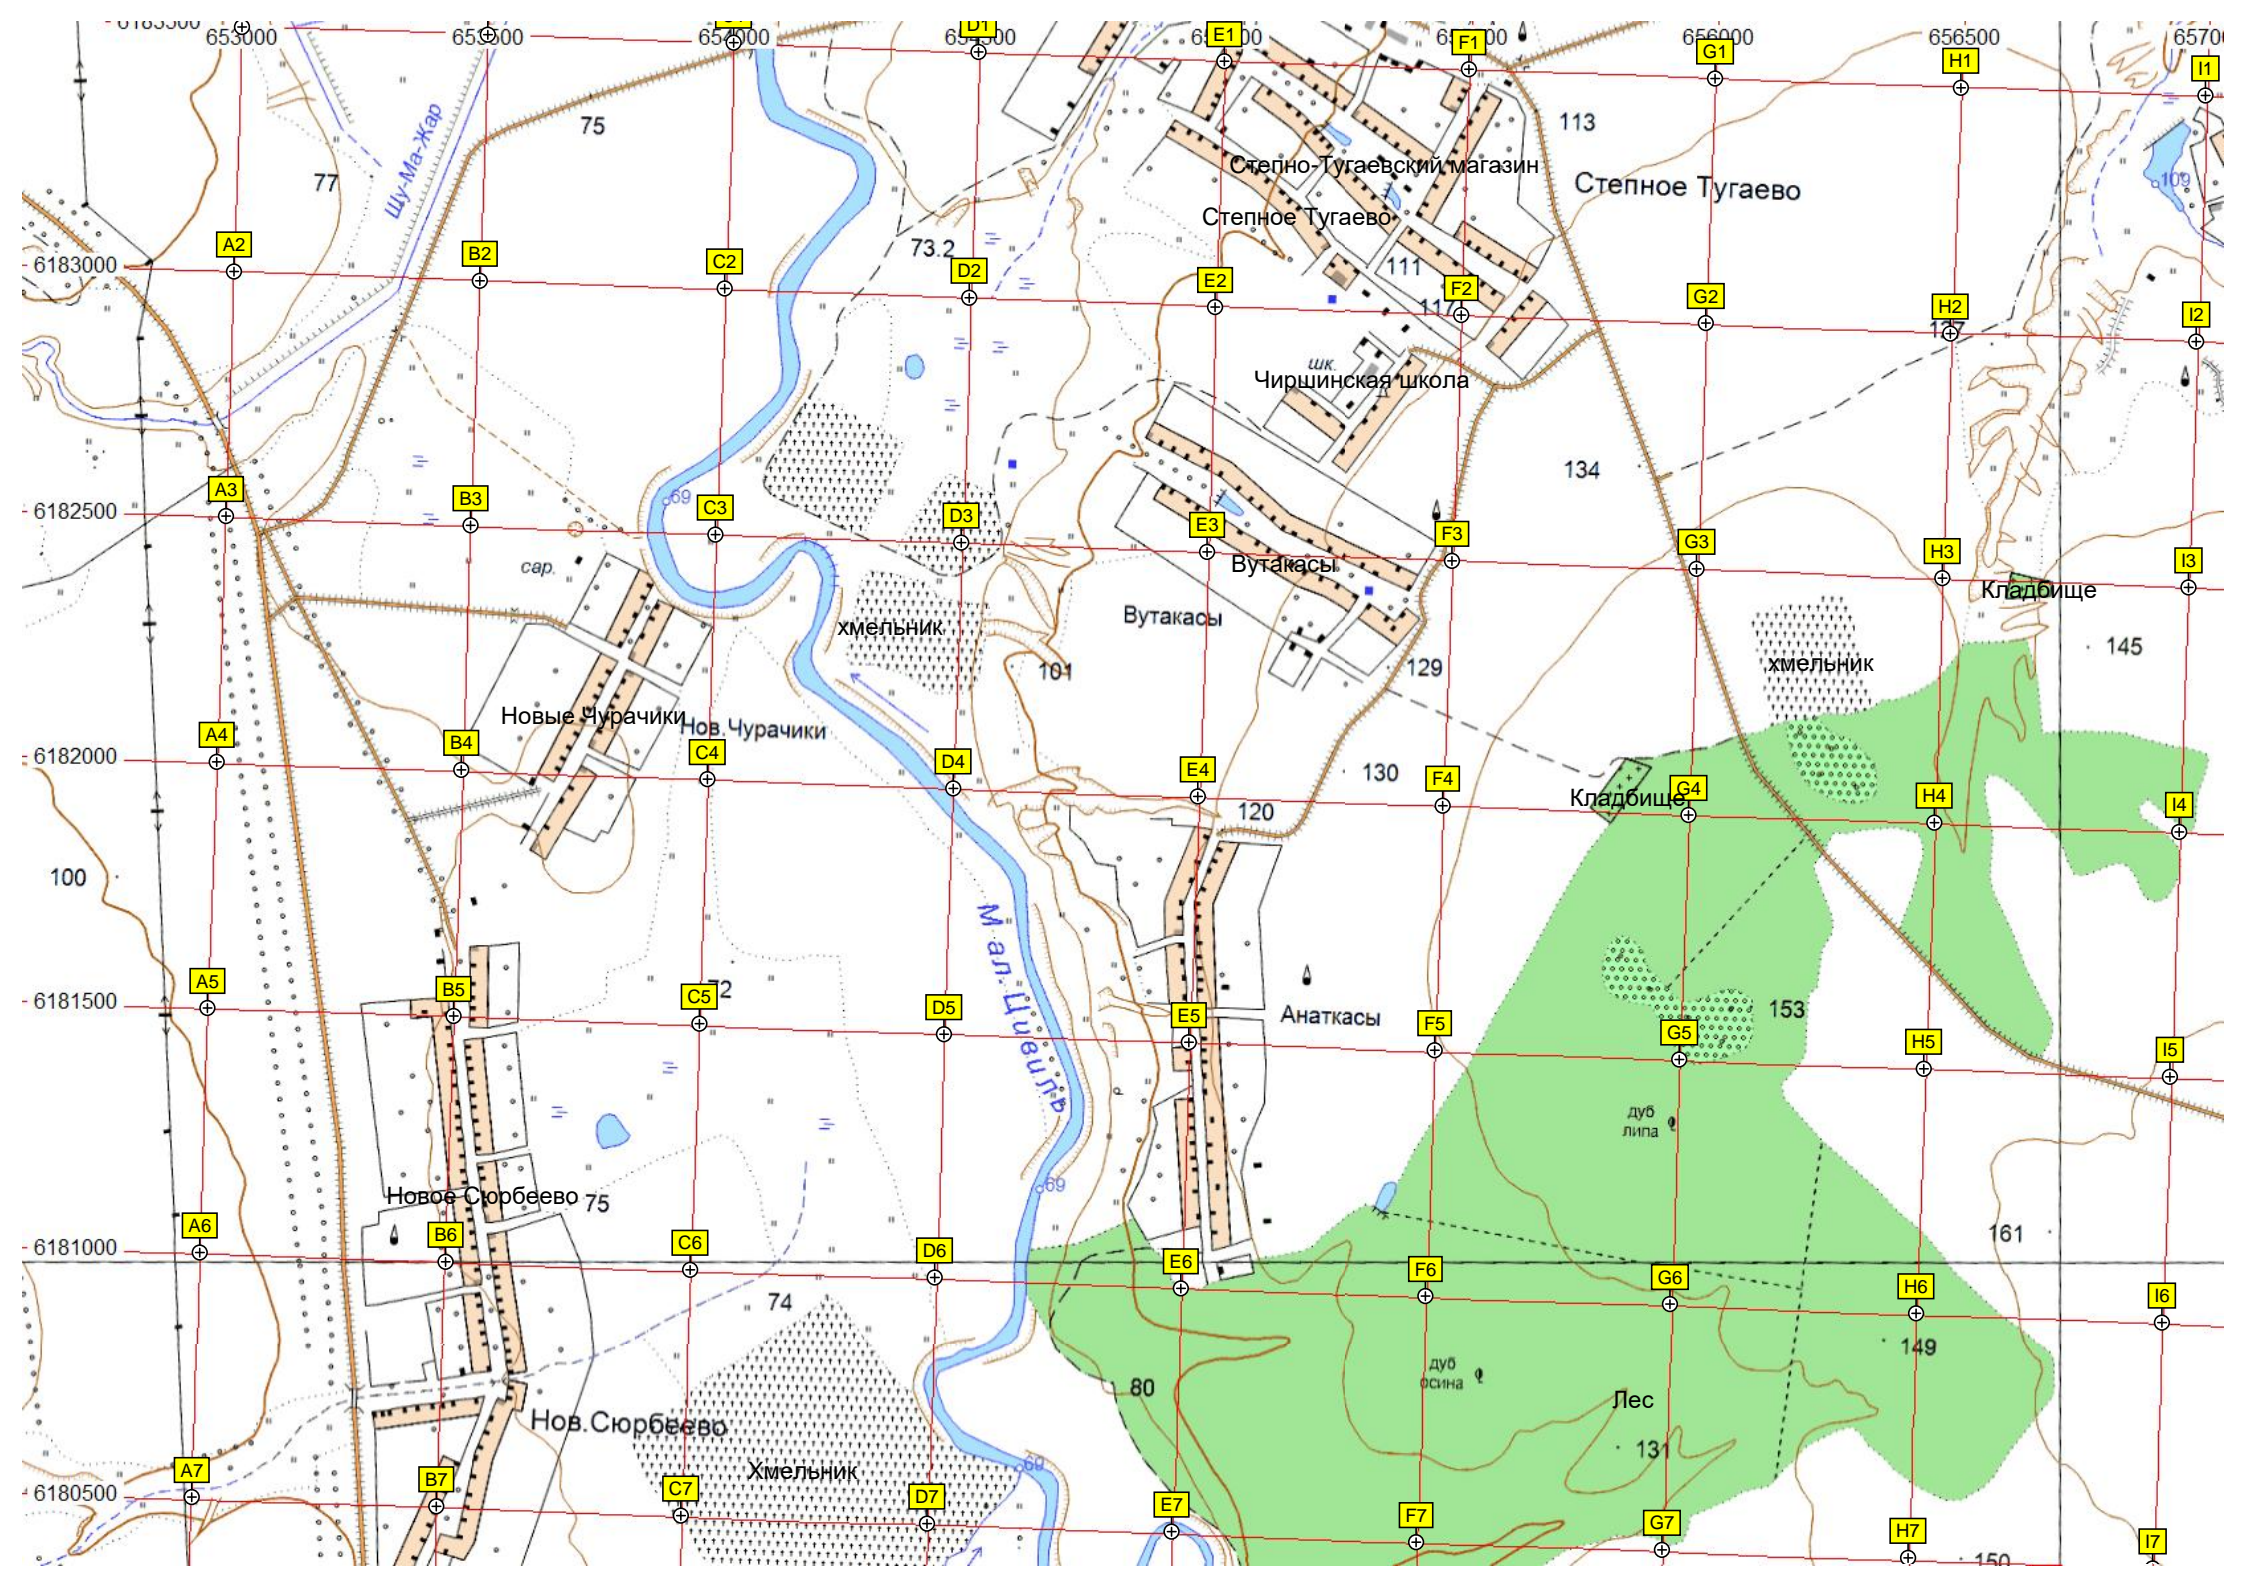 6183500
653000
653500
654000
C1
D1
654500
E1
F1
G1
656000
656500
H1
65700
I1
75
113
Шу-Ма-Жар
77
Степно-Тугаевский магазин
Степное Тугаево
109
Степное Тугаево
73.2
111
6183000
A2
B2
C2
D2
E2
F2
117
G2
H2
137
I2
шк.
Чиршинская школа
134
69
6182500
A3
B3
C3
D3
E3
F3
G3
H3
I3
сар.
Вутакасы
Кладбище
Вутакасы
хмельник
101
129
145
хмельник
Новые Чурачики
Нов.Чурачики
6182000
A4
B4
C4
D4
E4
130
F4
Кладбище
G4
H4
I4
120
100
Мал. Цивиль
6181500
A5
B5
C5
72
D5
E5
Анаткасы
F5
G5
153
H5
I5
дуб
липа
Новое Сюрбеево
75
69
161
6181000
A6
B6
C6
D6
E6
F6
G6
H6
I6
74
149
80
дуб
осина
Лес
Нов.Сюрбеево
131
Хмельник
69
6180500
A7
B7
C7
D7
E7
F7
G7
H7
I7
150